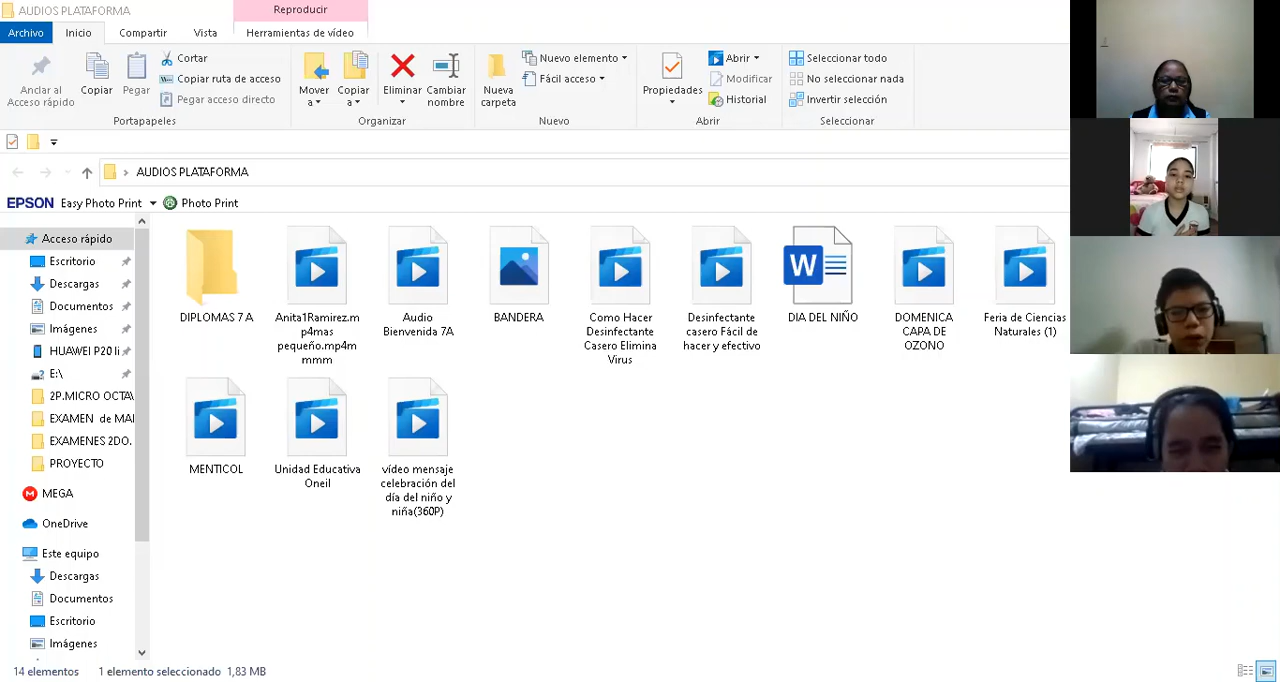 AUDIOS PLATAFORMA
Reproducir
Archivo
Inicio
Compartir
Vista
Herramientas de vídeo
Anclar al
Acceso rápido
Copiar
Pegar
Cortar
Copiar ruta de acceso
Pegar acceso directo
Portapapeles
Mover
a
Copiar
a
Eliminar
Cambiar
nombre
Organizar
Nueva
carpeta
Nuevo elemento
Fácil acceso
Nuevo
Propiedades
Abrir
Modificar
Historial
Abrir
Seleccionar todo
No seleccionar nada
Invertir selección
Seleccionar
AUDIOS PLATAFORMA
EPSON Easy Photo Print
Photo Print
Acceso rápido
Escritorio
Descargas
Documentos
Imágenes
HUAWEI P20 li
E:\
2P.MICRO OCTA
EXAMEN de MA
EXAMENES 2DO.
PROYECTO
MEGA
OneDrive
Este equipo
Descargas
Documentos
Escritorio
Imágenes
DIPLOMAS 7 A
Anita1Ramirez.m
p4mas
pequeño.mp4m
mmm
Audio
Bienvenida 7A
BANDERA
Como Hacer
Desinfectante
Casero Elimina
Virus
Desinfectante
casero Fácil de
hacer y efectivo
W
DIA DEL NIÑO
DOMENICA
CAPA DE
OZONO
Feria de Ciencias
Naturales (1)
MENTICOL
Unidad Educativa
Oneil
vídeo mensaje
celebración del
día del niño y
niña(360P)
14 elementos
1 elemento seleccionado 1,83 MB